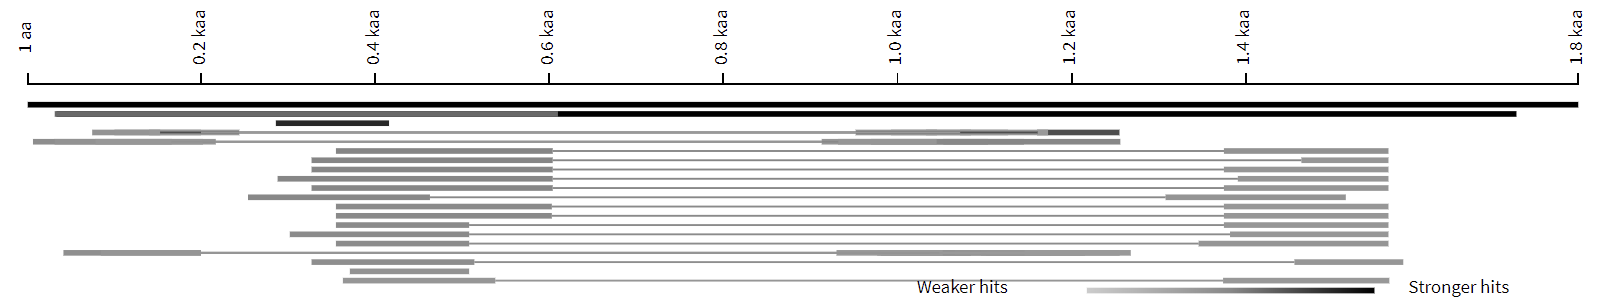 1 aa
0.2 kaa
0.4 kaa
0.6 kaa
0.8 kaa
1.0 kaa
1.2 kaa
1.4 kaa
1.8 kaa
Weaker hits
Stronger hits